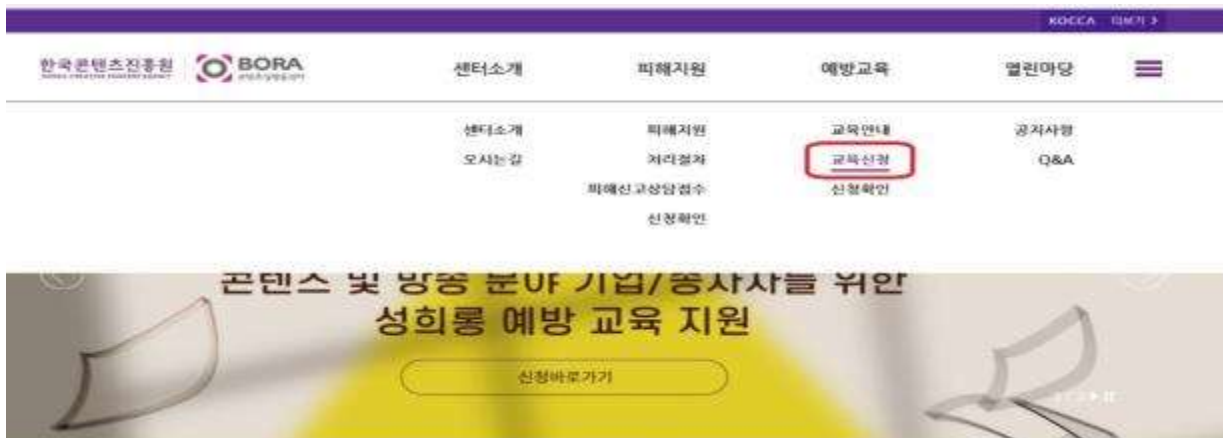 KOCCA 더보기 >
한국콘텐츠진흥원 BORA
센터소개 피해지원 예방교육 열린마당
센터소개 피해지원 교육안내 공지사항
오시는길 처리절차 교육신청 Q&A
피해신고상담접수 신청확인
신청확인
콘텐츠 및 방송 분야 기업/종사자를 위한
성희롱 예방 교육 지원
신청바로가기